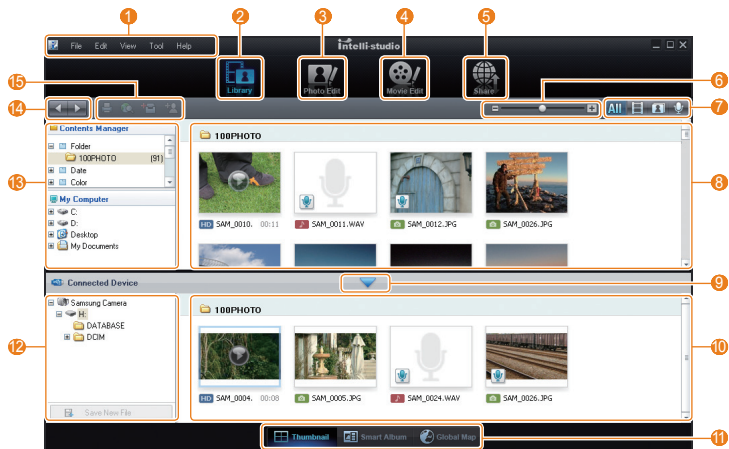 1
2
3
4
5
File Edit View Tool Help
intelli-studio
Library
Photo Edit
Movie Edit
Share
6
15
14
All
7
Contents Manager
Folder
100PHOTO (91)
Date
Color
13
My Computer
C:
D:
Desktop
My Documents
100PHOTO
HD SAM_0010. 00:11
SAM_0011.WAV
SAM_0012.JPG
SAM_0026.JPG
8
Connected Device
9
Samsung Camera
H:
DATABASE
DCIM
12
Save New File
100PHOTO
HD SAM_0004. 00:08
SAM_0005.JPG
SAM_0024.WAV
SAM_0026.JPG
10
Thumbnail
Smart Album
Global Map
11